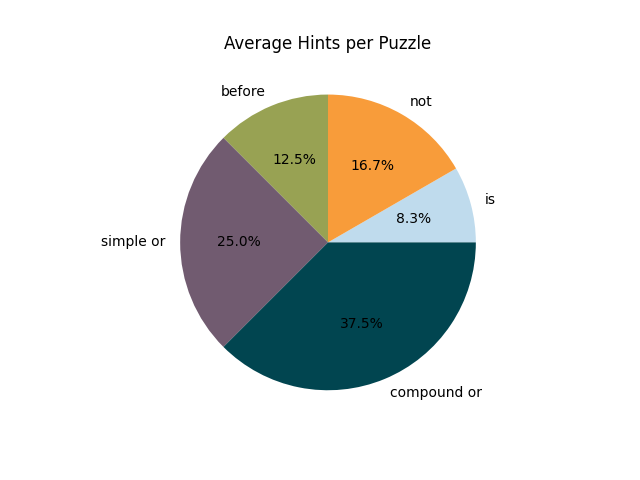 Average Hints per Puzzle
before
not
12.5%
16.7%
is
8.3%
simple or
25.0%
37.5%
compound or